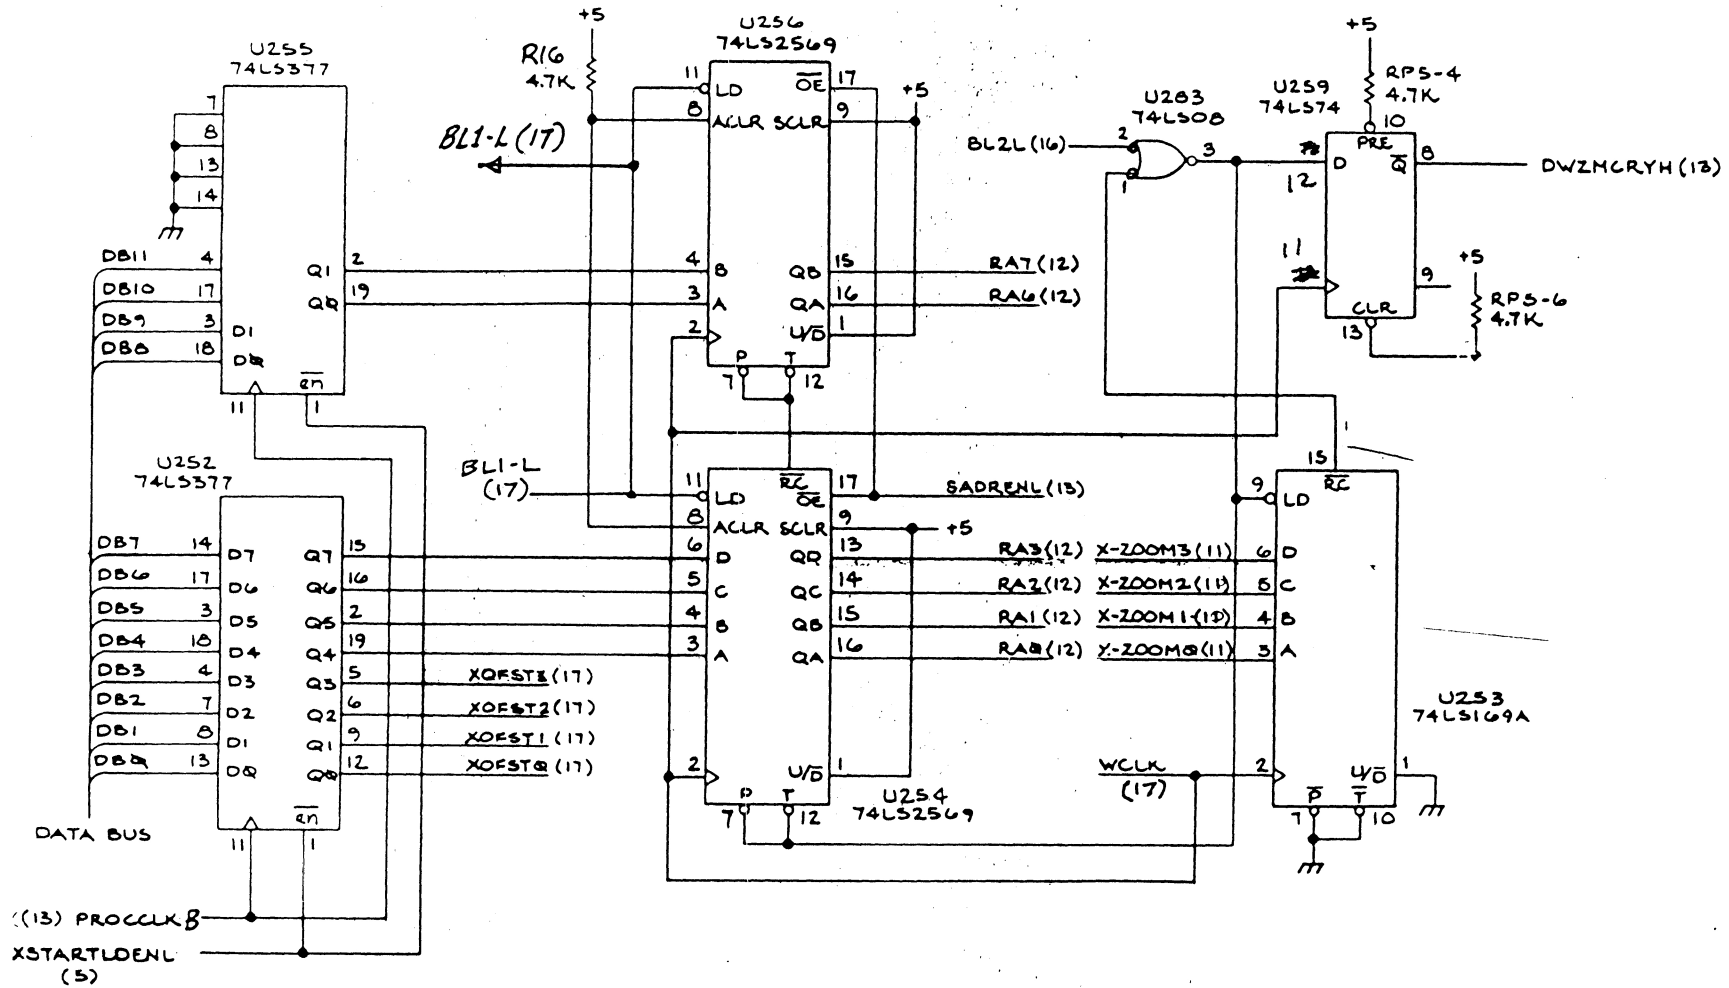 +5
U256
74LS2569
U255
74LS377
R16
4.7K
+5
RP5-4
4.7K
U259
74LS74
U283
74LS08
7
8
13
14
11 LD
OE 17
8 ACLR
SCLR 9
+5
BL1-L (17)
BL2L (16)
2
1
3
10
PRE
D
12
Q 8
DWZMCRYH (13)
11
9
CLR
13
+5
RP5-6
4.7K
DB11 4
DB10 17
DB9 3 D1
DB8 18 D0
Q1 2
Q0 19
4 B
3 A
2
QB 15 RA7 (12)
QA 16 RA6 (12)
U/D 1
P T
7 12
en
11 1
U252
74LS377
BL1-L
(17)
11 LD
RC
OE 17 SADRENL (13)
8 ACLR
SCLR 9 +5
15
RC
9 LD
DB7 14 D7 Q7 15
DB6 17 D6 Q6 16
DB5 3 D5 Q5 2
DB4 18 D4 Q4 19
DB3 4 D3 Q3 5 XOFST3 (17)
DB2 7 D2 Q2 6 XOFST2 (17)
DB1 8 D1 Q1 9 XOFST1 (17)
DB0 13 D0 Q0 12 XOFST0 (17)
6 D QD 13 RA3 (12) X-ZOOM3 (11) 6 D
5 C QC 14 RA2 (12) X-ZOOM2 (11) 5 C
4 B QB 15 RA1 (12) X-ZOOM1 (11) 4 B
3 A QA 16 RA0 (12) X-ZOOM0 (11) 3 A
U253
74LS169A
2
U/D 1
WCLK
(17)
2
U/D 1
P T
7 12
U254
74LS2569
P T
7 10
en
11 1
DATA BUS
(13) PROCCLKB
XSTARTLDENL
(5)